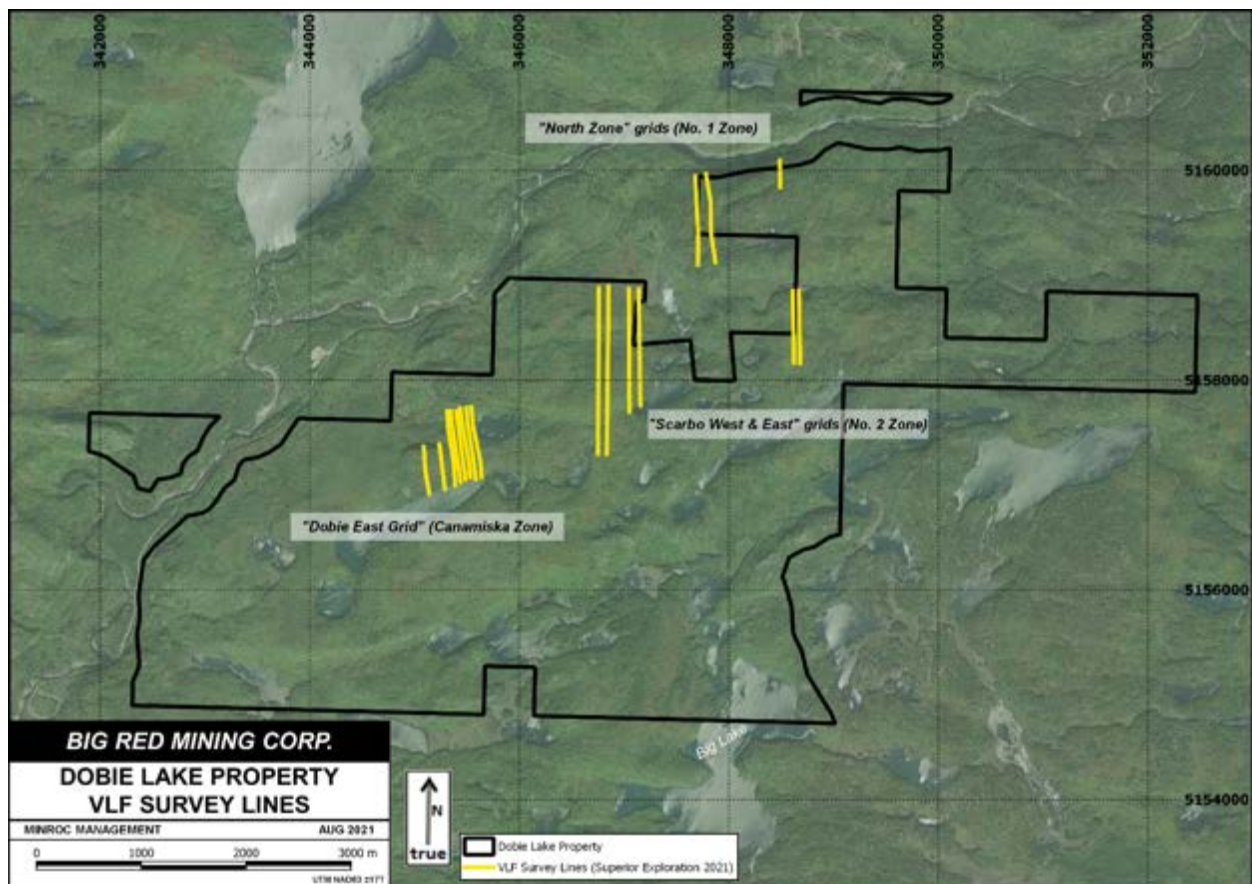 342000
344000
346000
348000
350000
352000
"North Zone" grids (No. 1 Zone)
5160000
5158000
"Scarbo West & East" grids (No. 2 Zone)
"Dobie East Grid" (Canamiska Zone)
5156000
Big Lake
5154000
BIG RED MINING CORP.
DOBIE LAKE PROPERTY
VLF SURVEY LINES
MINROC MANAGEMENT AUG 2021
0 1000 2000 3000 m
UTM NAD83 z17T
N
true
Dobie Lake Property
VLF Survey Lines (Superior Exploration 2021)